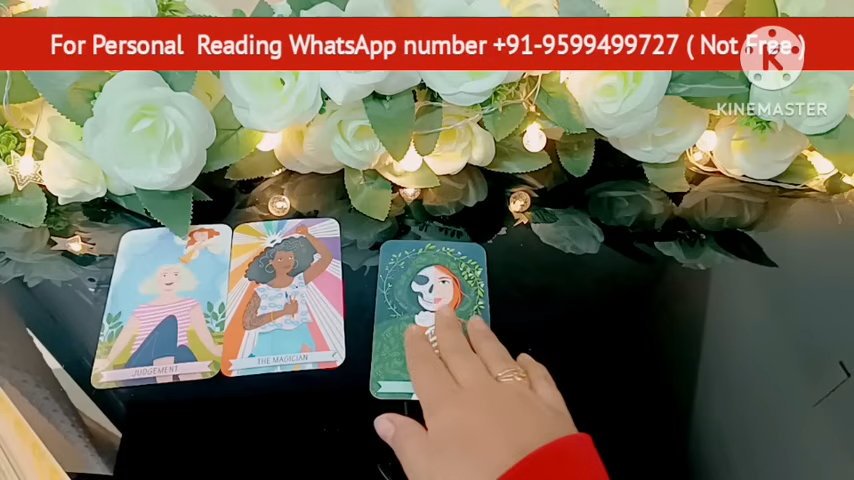 For Personal Reading WhatsApp number +91-9599499727 ( Not Free )
K
KINEMASTER
JUDGEMENT
THE MAGICIAN